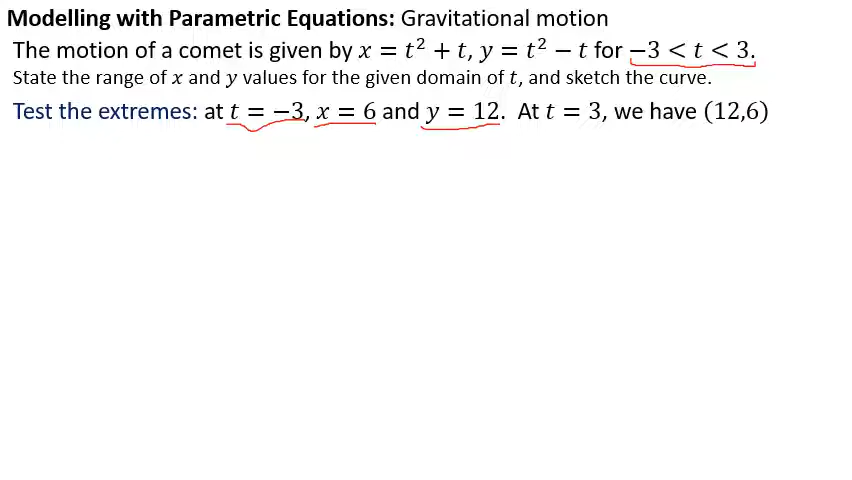 Modelling with Parametric Equations: Gravitational motion
The motion of a comet is given by x = t² + t, y = t² − t for −3 < t < 3.
State the range of x and y values for the given domain of t, and sketch the curve.
Test the extremes: at t = −3, x = 6 and y = 12. At t = 3, we have (12,6)